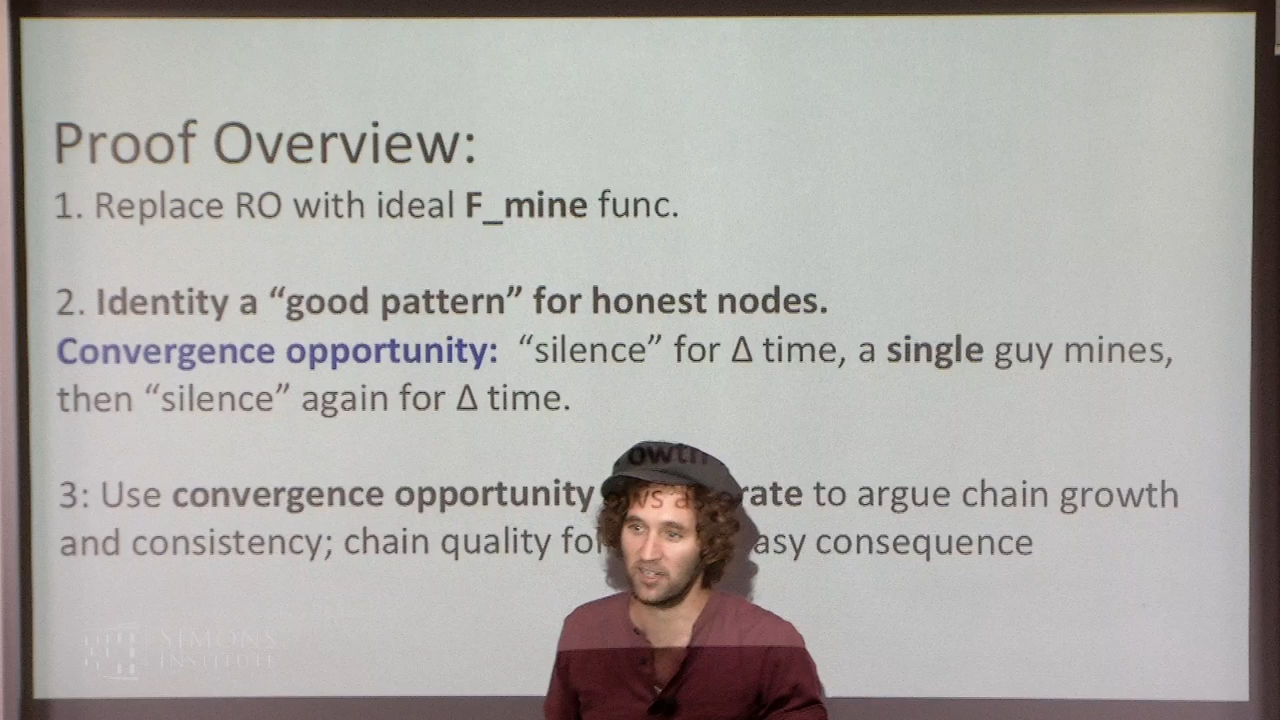 Proof Overview:
1. Replace RO with ideal F_mine func.
2. Identity a “good pattern” for honest nodes.
Convergence opportunity: “silence” for Δ time, a single guy mines,
then “silence” again for Δ time.
3: Use convergence opportunity rate to argue chain growth
and consistency; chain quality consequence
SIMONS
INSTITUTE